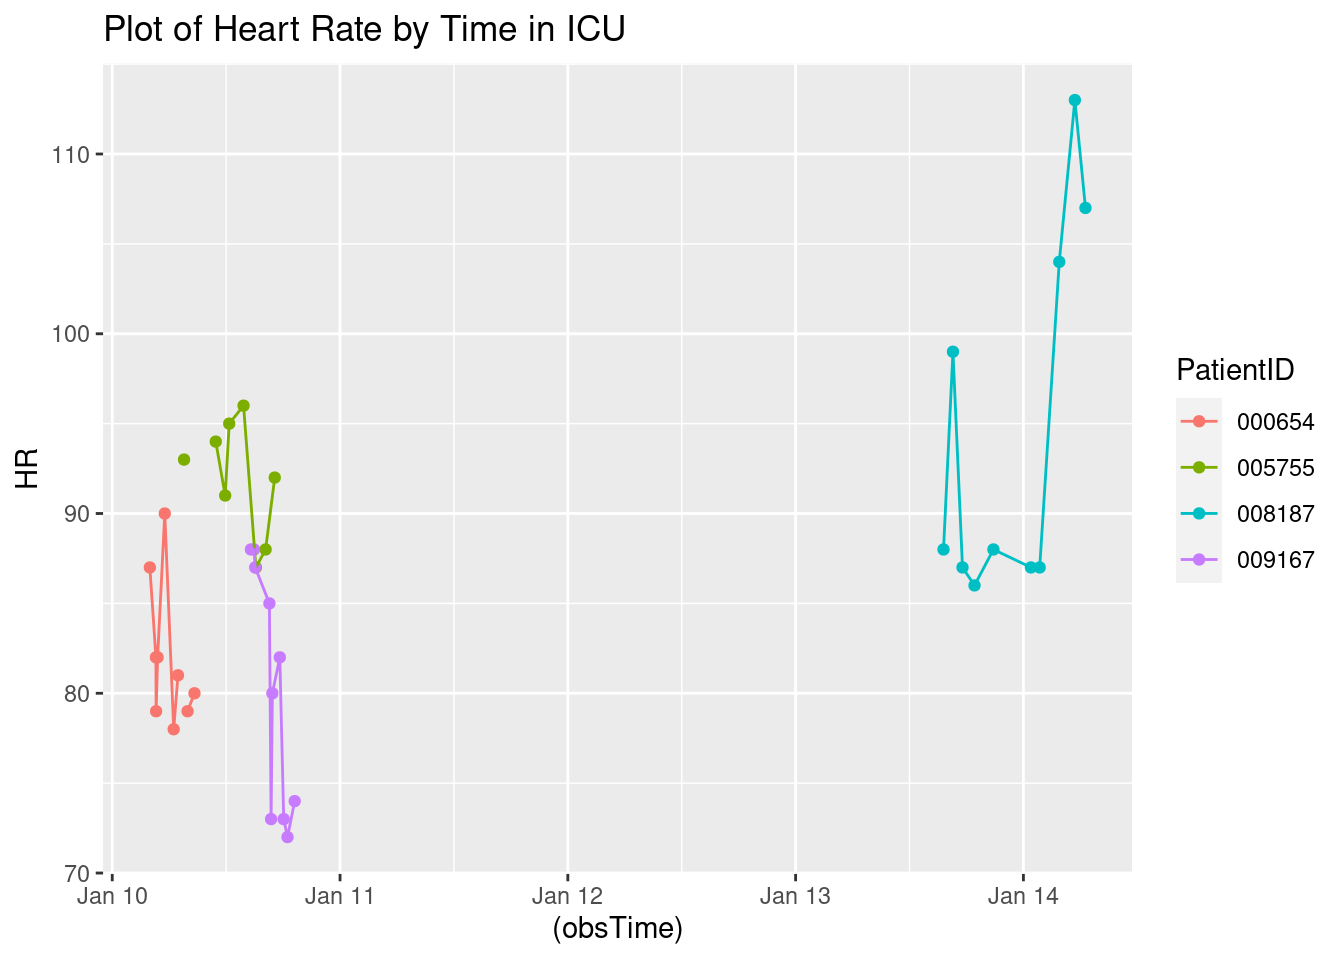 Plot of Heart Rate by Time in ICU
HR
110
100
90
80
70
Jan 10
Jan 11
Jan 12
Jan 13
Jan 14
(obsTime)
PatientID
000654
005755
008187
009167